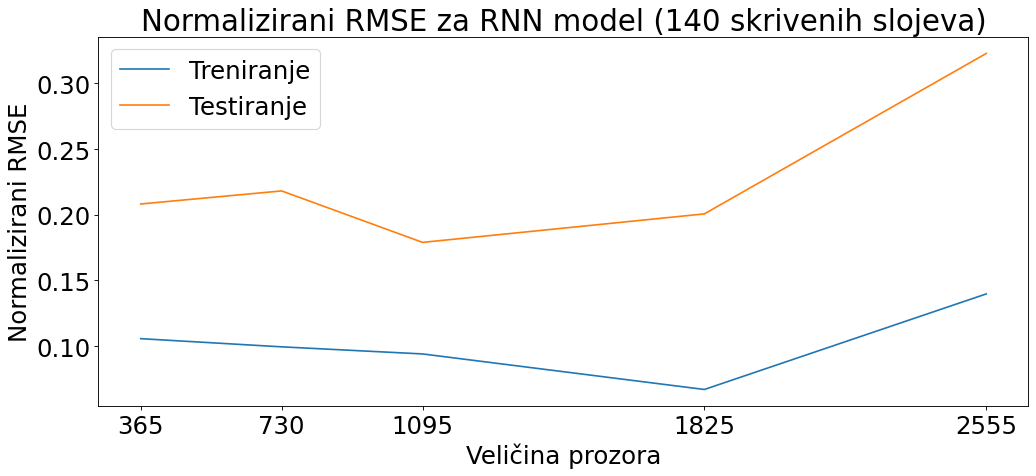 Normalizirani RMSE za RNN model (140 skrivenih slojeva)
Treniranje
Testiranje
Normalizirani RMSE
0.30
0.25
0.20
0.15
0.10
365 730 1095 1825 2555
Veličina prozora